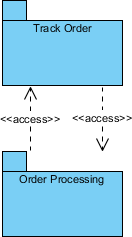 Track Order
<<access>>
<<access>>
Order Processing